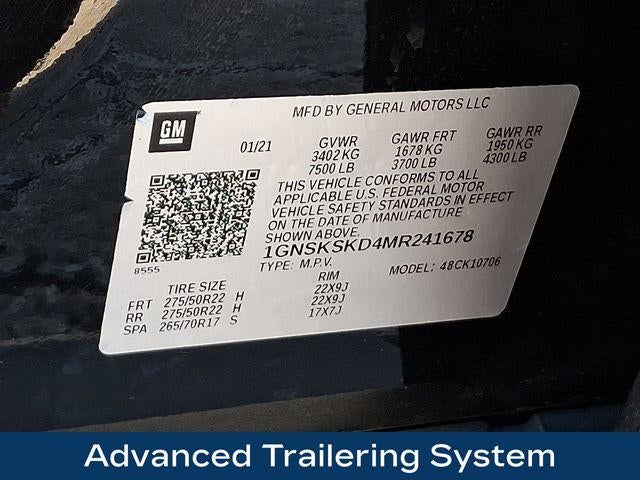 MFD BY GENERAL MOTORS LLC
GM
01/21
GVWR
3402 KG
7500 LB
GAWR FRT
1678 KG
3700 LB
GAWR RR
1950 KG
4300 LB
THIS VEHICLE CONFORMS TO ALL
APPLICABLE U.S. FEDERAL MOTOR
VEHICLE SAFETY STANDARDS IN EFFECT
ON THE DATE OF MANUFACTURE
SHOWN ABOVE.
1GNSKSKD4MR241678
8555
TYPE: M.P.V.
MODEL: 48CK10706
TIRE SIZE RIM
FRT 275/50R22 H 22X9J
RR 275/50R22 H 22X9J
SPA 265/70R17 S 17X7J
Advanced Trailering System